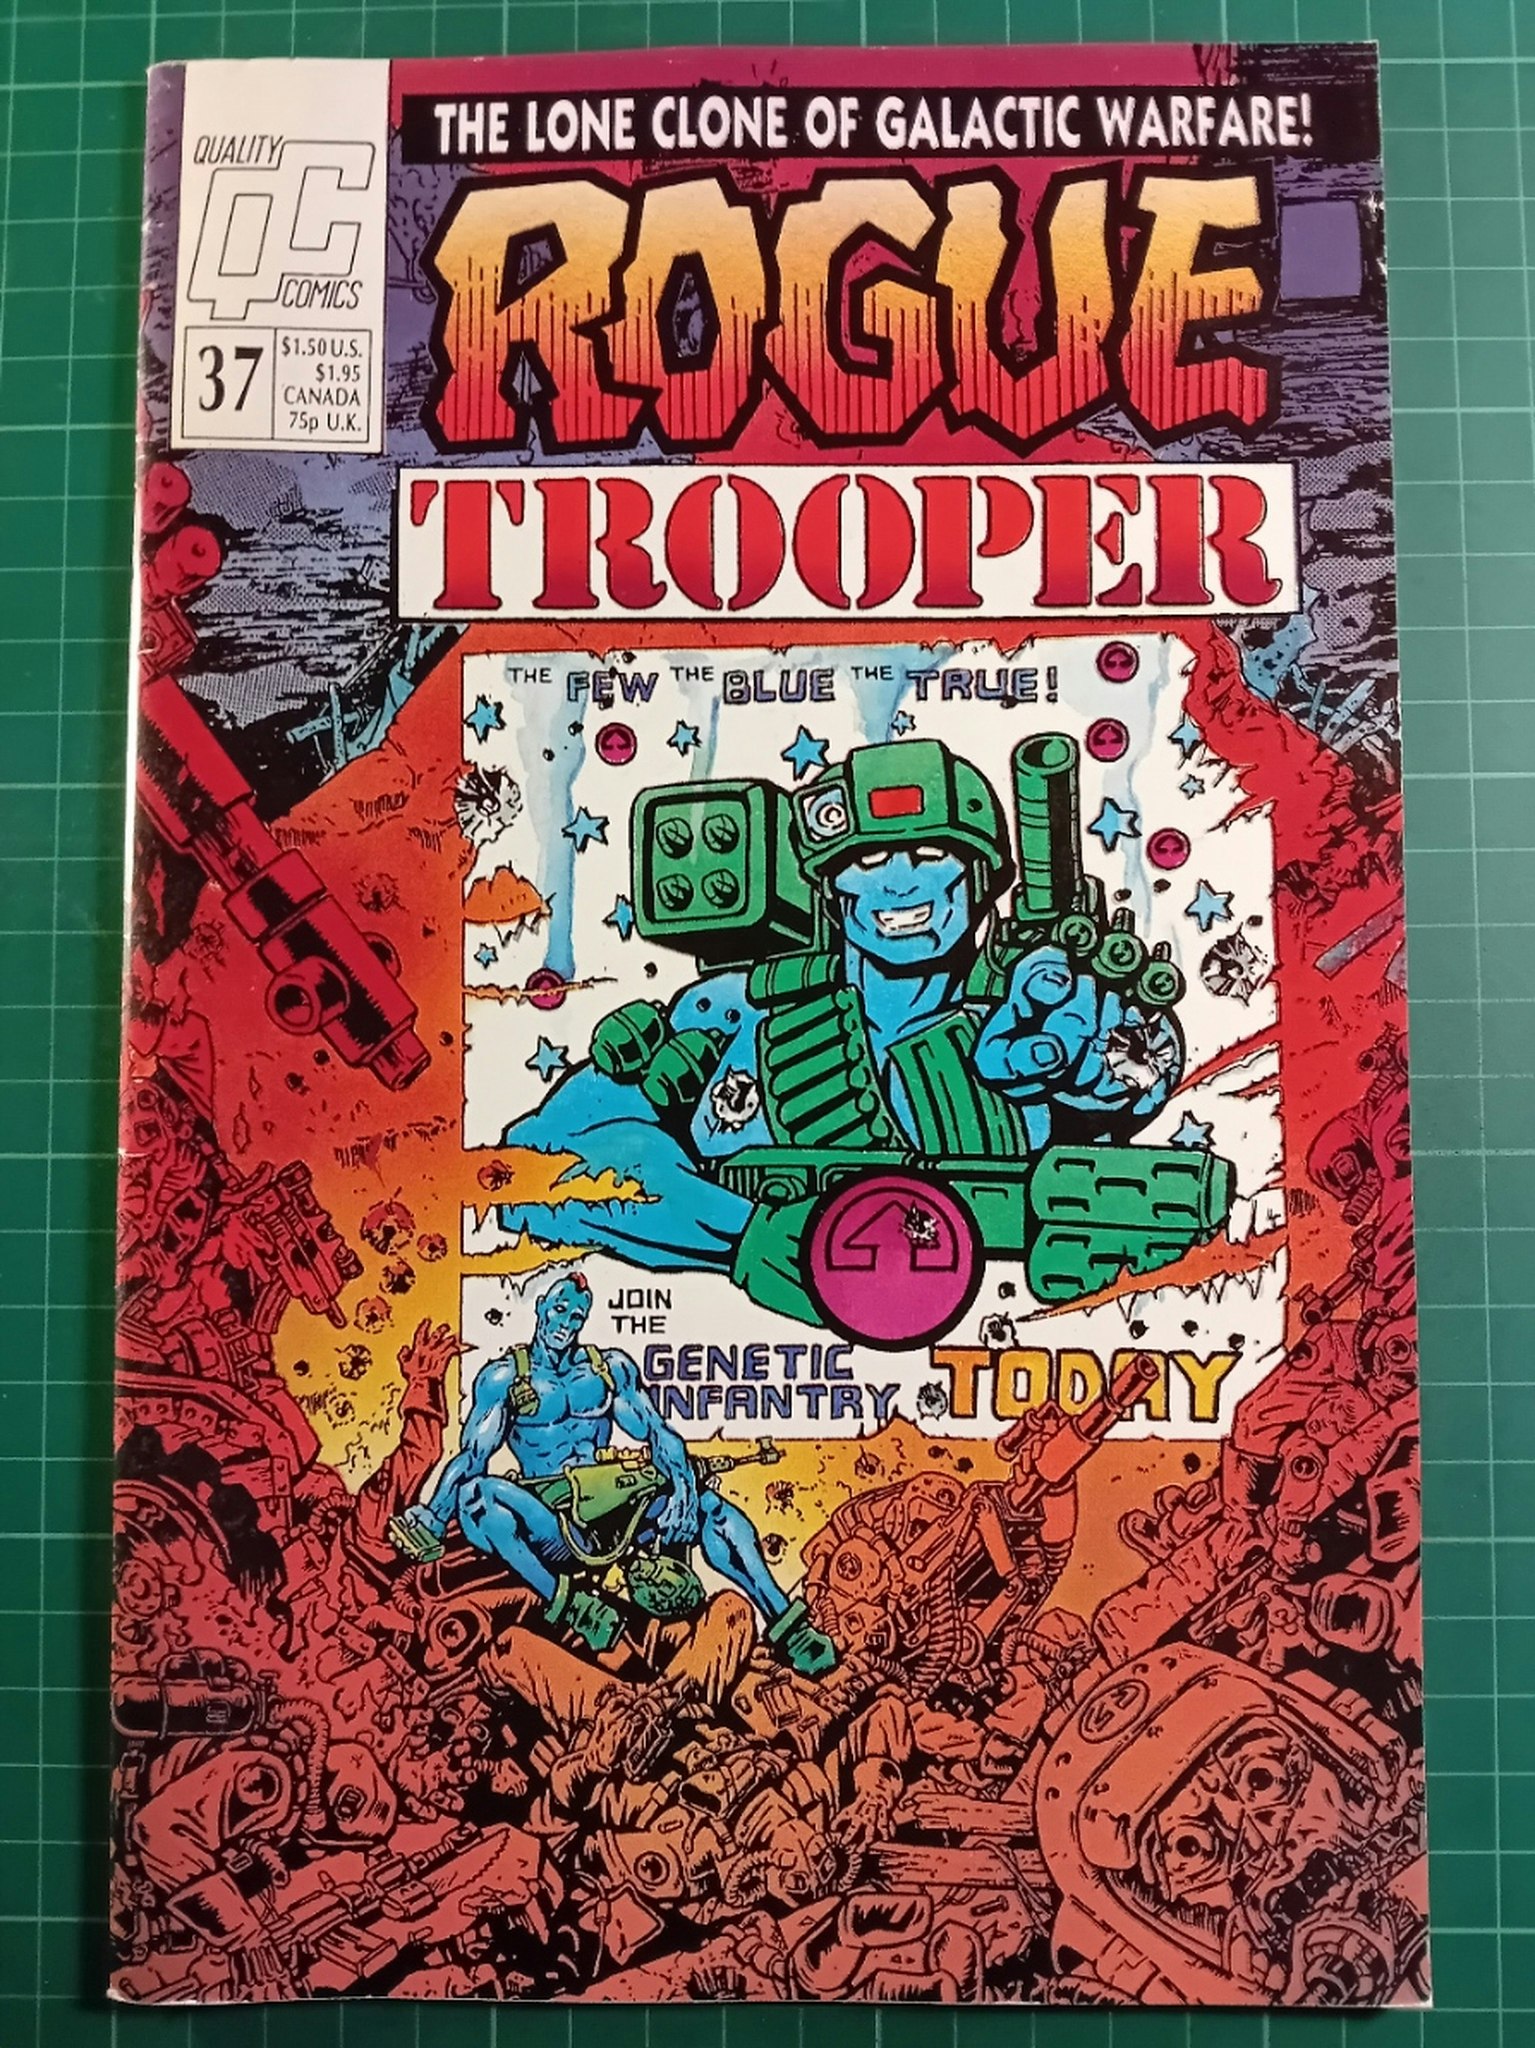 THE LONE CLONE OF GALACTIC WARFARE!
QUALITY
QC
COMICS
37
$1.50 U.S.
$1.95
CANADA
75p U.K.
ROGUE
TROOPER
THE FEW THE BLUE THE TRUE!
JOIN
THE
GENETIC
INFANTRY TODAY